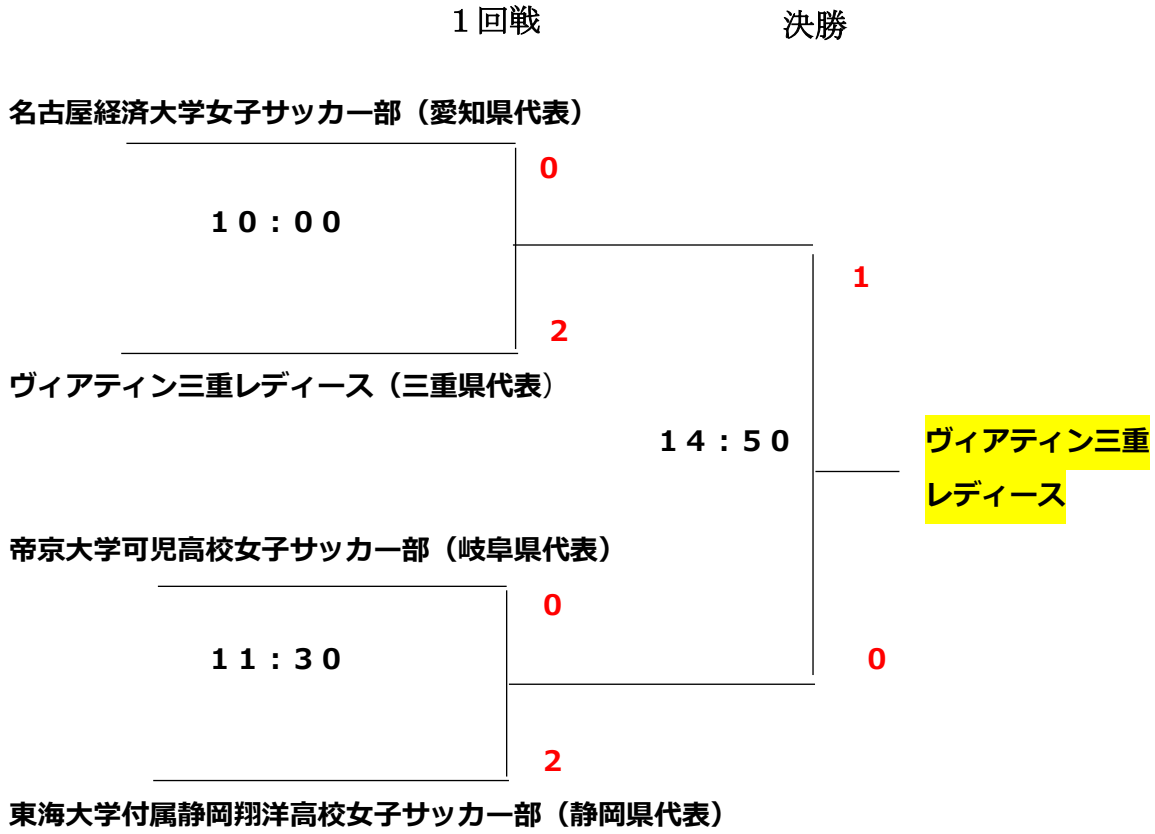 １回戦 決勝
名古屋経済大学女子サッカー部（愛知県代表）
0
１０：００
1
2
ヴィアティン三重レディース（三重県代表）
１４：５０
ヴィアティン三重
レディース
帝京大学可児高校女子サッカー部（岐阜県代表）
0
１１：３０
0
2
東海大学付属静岡翔洋高校女子サッカー部（静岡県代表）